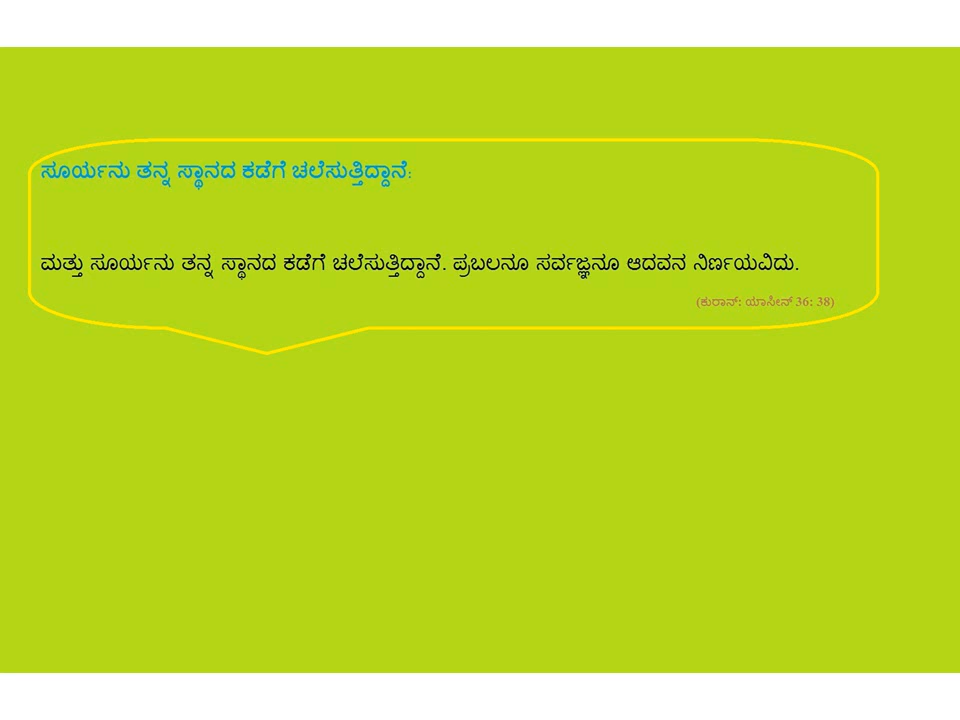 ಸೂರ್ಯನು ತನ್ನ ಸ್ಥಾನದ ಕಡೆಗೆ ಚಲೆಸುತ್ತಿದ್ದಾನೆ:
ಮತ್ತು ಸೂರ್ಯನು ತನ್ನ ಸ್ಥಾನದ ಕಡೆಗೆ ಚಲೆಸುತ್ತಿದ್ದಾನೆ. ಪ್ರಬಲನೂ ಸರ್ವಜ್ಞನೂ ಆದವನ ನಿರ್ಣಯವಿದು.
(ಕುರಾನ್: ಯಾಸೀನ್ 36: 38)